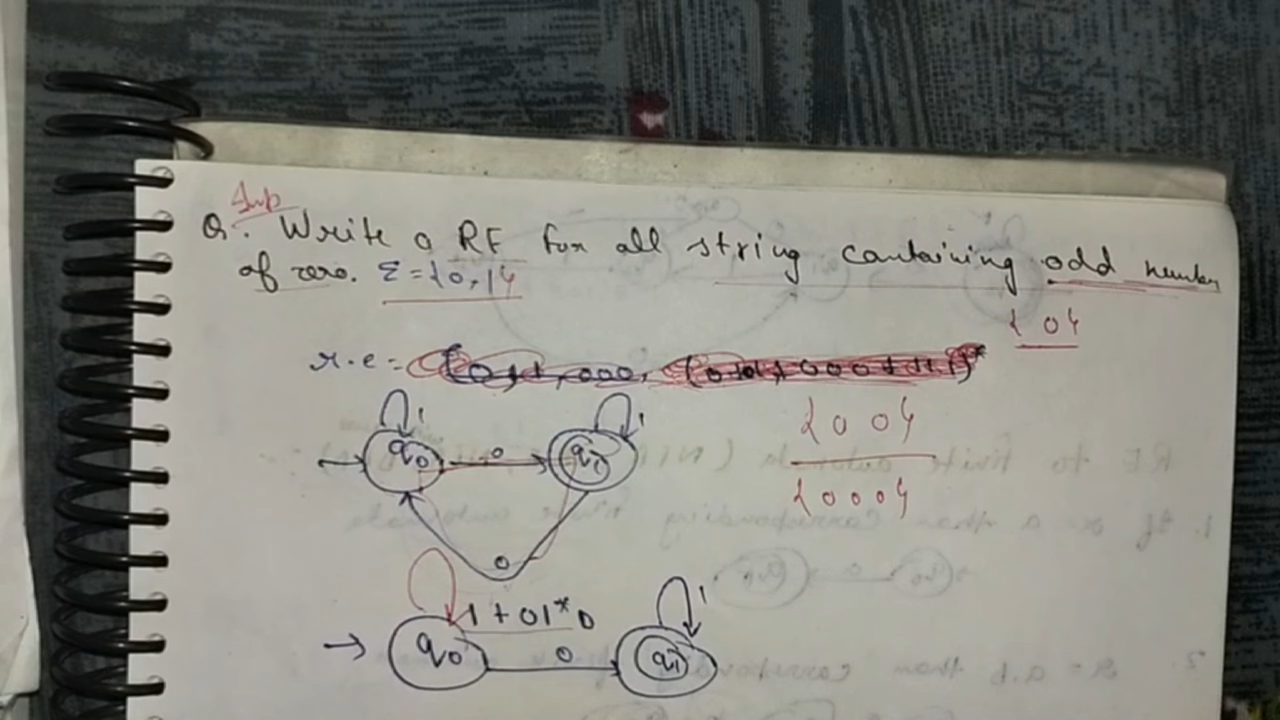 Imp
Q. Write a RE for all string containing odd number
of zero. Σ = {0,1}
{ 0 }
r.e =
1 1
q0 0 q1
{ 0 0 }
{ 0 0 0 }
0
1 + 01*0 1
q0 0 q1